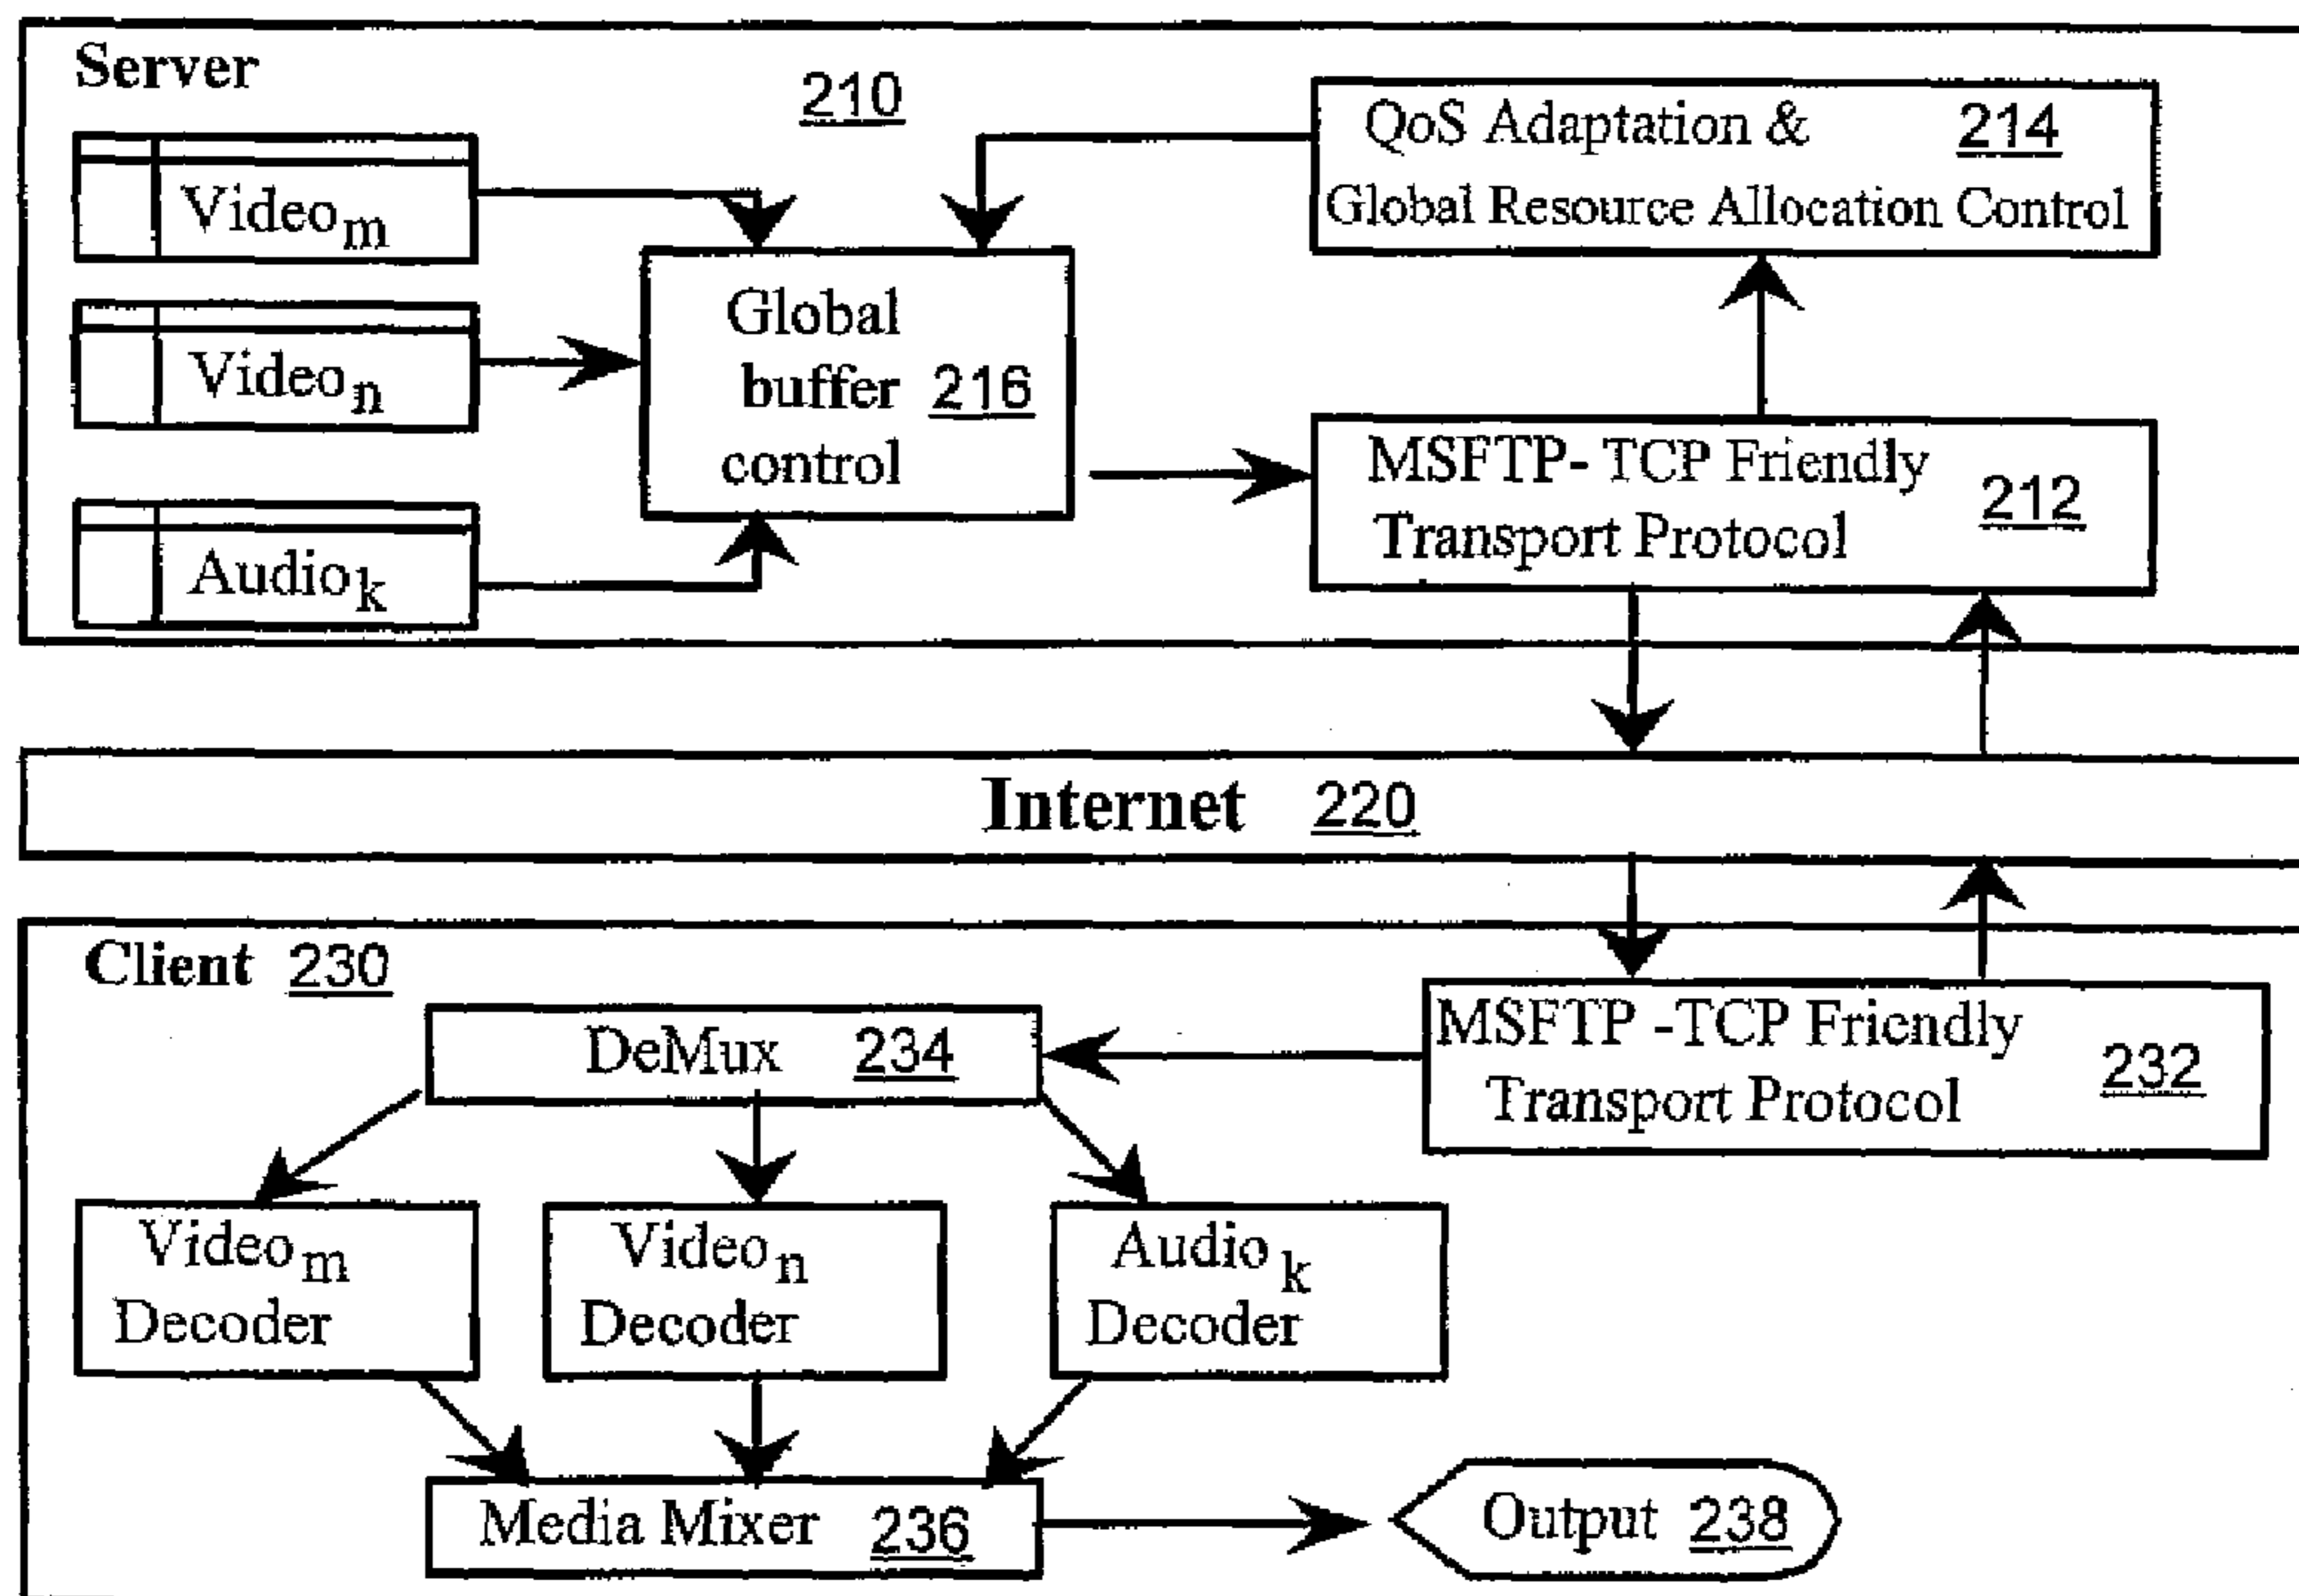 Server
210
QoS Adaptation & 214
Global Resource Allocation Control
Video m
Global
buffer 216
control
Video n
MSFTP- TCP Friendly
212
Transport Protocol
Audio k
Internet 220
Client 230
MSFTP -TCP Friendly
232
Transport Protocol
DeMux 234
Video m
Decoder
Video n
Decoder
Audio k
Decoder
Media Mixer 236
Output 238